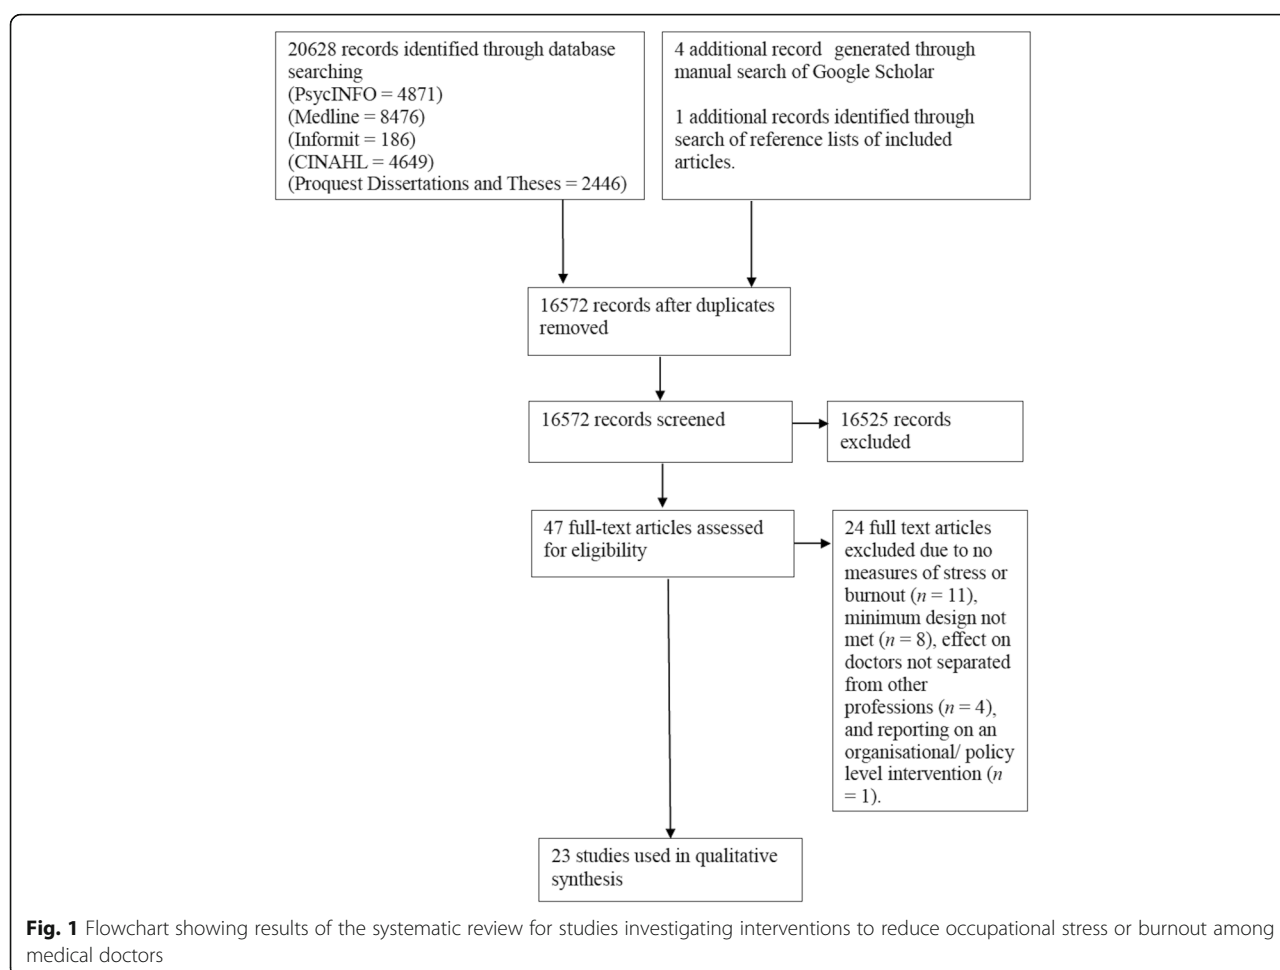 20628 records identified through database
searching
(PsycINFO = 4871)
(Medline = 8476)
(Informit = 186)
(CINAHL = 4649)
(Proquest Dissertations and Theses = 2446)
4 additional record generated through
manual search of Google Scholar
1 additional records identified through
search of reference lists of included
articles.
16572 records after duplicates
removed
16572 records screened
16525 records
excluded
47 full-text articles assessed
for eligibility
24 full text articles
excluded due to no
measures of stress or
burnout (n = 11),
minimum design not
met (n = 8), effect on
doctors not separated
from other
professions (n = 4),
and reporting on an
organisational/ policy
level intervention (n
= 1).
23 studies used in qualitative
synthesis
Fig. 1 Flowchart showing results of the systematic review for studies investigating interventions to reduce occupational stress or burnout among
medical doctors